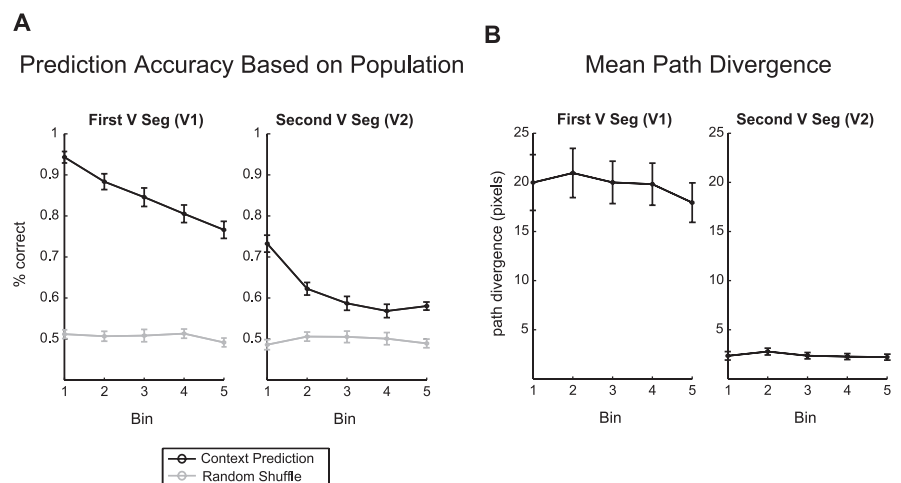 A
Prediction Accuracy Based on Population
First V Seg (V1)
% correct
1
0.9
0.8
0.7
0.6
0.5
1 2 3 4 5
Bin
Second V Seg (V2)
1
0.9
0.8
0.7
0.6
0.5
1 2 3 4 5
Bin
Context Prediction
Random Shuffle
B
Mean Path Divergence
First V Seg (V1)
path divergence (pixels)
25
20
15
10
5
1 2 3 4 5
Bin
Second V Seg (V2)
25
20
15
10
5
1 2 3 4 5
Bin